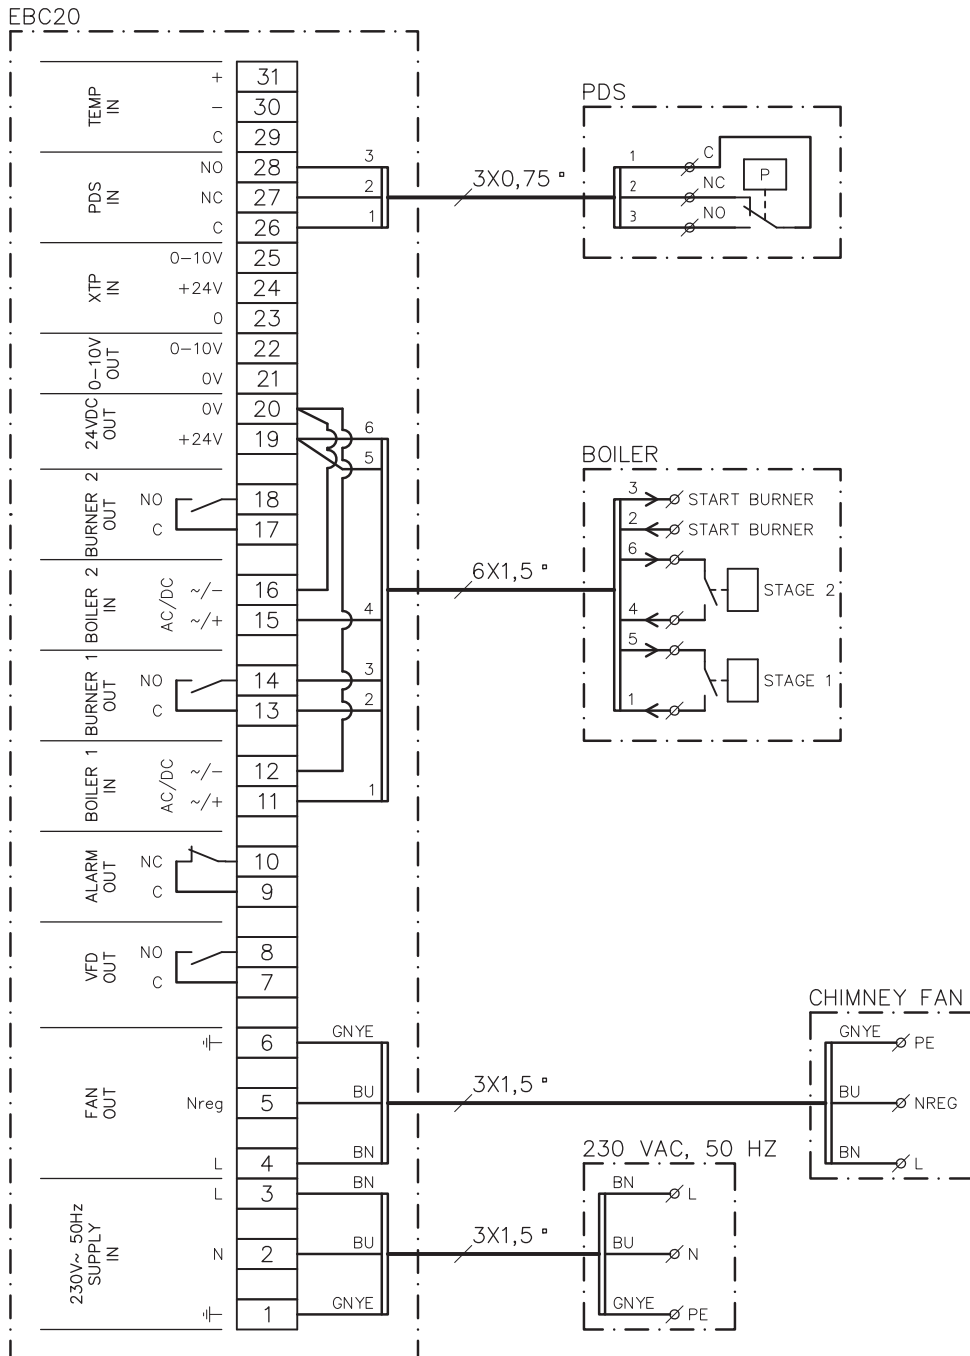 EBC20
TEMP IN
+ 31
− 30
C 29
PDS IN
NO 28 3
NC 27 2
C 26 1
3X0,75 ▫
PDS
1 C
2 NC
3 NO
P
XTP IN
0−10V 25
+24V 24
0 23
0−10V OUT
0−10V 22
0V 21
24VDC OUT
0V 20
+24V 19 6
5
BURNER 2 OUT
NO 18
C 17
BOILER 2 IN
AC/DC
~/− 16
~/+ 15 4
BURNER 1 OUT
NO 14 3
C 13 2
BOILER 1 IN
AC/DC
~/− 12
~/+ 11 1
6X1,5 ▫
BOILER
3 START BURNER
2 START BURNER
6
STAGE 2
4
5
STAGE 1
1
ALARM OUT
NC 10
C 9
VFD OUT
NO 8
C 7
FAN OUT
6 GNYE
Nreg 5 BU
L 4 BN
3X1,5 ▫
CHIMNEY FAN
GNYE PE
BU NREG
BN L
230V~ 50Hz SUPPLY IN
L 3 BN
N 2 BU
1 GNYE
3X1,5 ▫
230 VAC, 50 HZ
BN L
BU N
GNYE PE